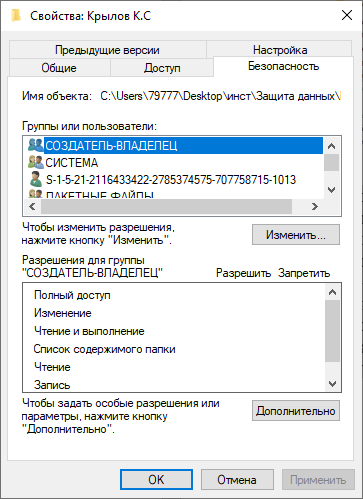 Свойства: Крылов К.С
Предыдущие версии
Настройка
Общие
Доступ
Безопасность
Имя объекта: C:\Users\79777\Desktop\инст\Защита данных\
Группы или пользователи:
СОЗДАТЕЛЬ-ВЛАДЕЛЕЦ
СИСТЕМА
S-1-5-21-2116433422-2785374575-707758715-1013
ПАКЕТНЫЕ ФАЙЛЫ
Чтобы изменить разрешения,
нажмите кнопку "Изменить".
Изменить...
Разрешения для группы
"СОЗДАТЕЛЬ-ВЛАДЕЛЕЦ"
Разрешить Запретить
Полный доступ
Изменение
Чтение и выполнение
Список содержимого папки
Чтение
Запись
Чтобы задать особые разрешения или
параметры, нажмите кнопку
"Дополнительно".
Дополнительно
OK
Отмена
Применить